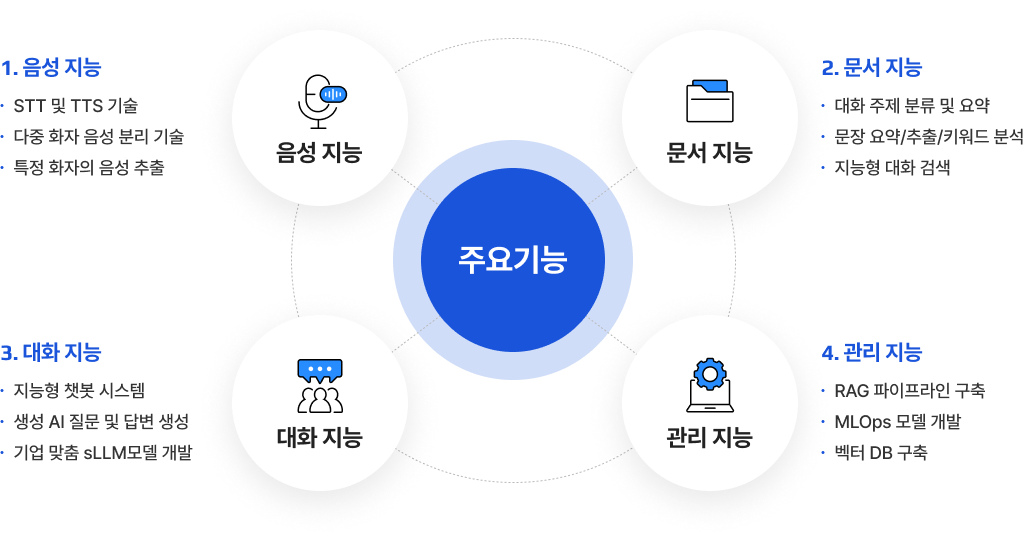 1. 음성 지능
· STT 및 TTS 기술
· 다중 화자 음성 분리 기술
· 특정 화자의 음성 추출
음성 지능
문서 지능
2. 문서 지능
· 대화 주제 분류 및 요약
· 문장 요약/추출/키워드 분석
· 지능형 대화 검색
주요기능
3. 대화 지능
· 지능형 챗봇 시스템
· 생성 AI 질문 및 답변 생성
· 기업 맞춤 sLLM모델 개발
대화 지능
관리 지능
4. 관리 지능
· RAG 파이프라인 구축
· MLOps 모델 개발
· 벡터 DB 구축